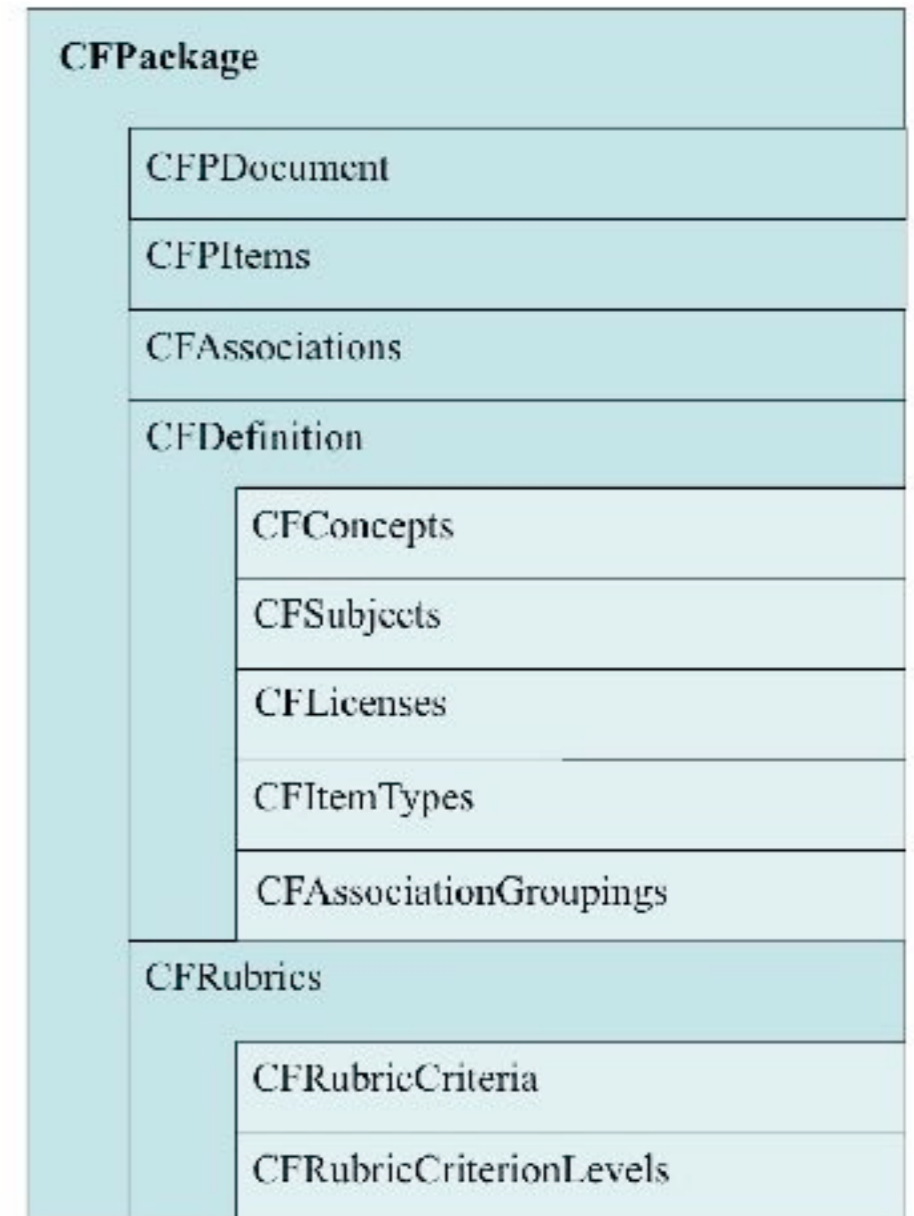 CFPackage
CFPDocument
CFPItems
CFAssociations
CFDefinition
CFConcepts
CFSubjects
CFLicenses
CFItemTypes
CFAssociationGroupings
CFRubrics
CFRubricCriteria
CFRubricCriterionLevels